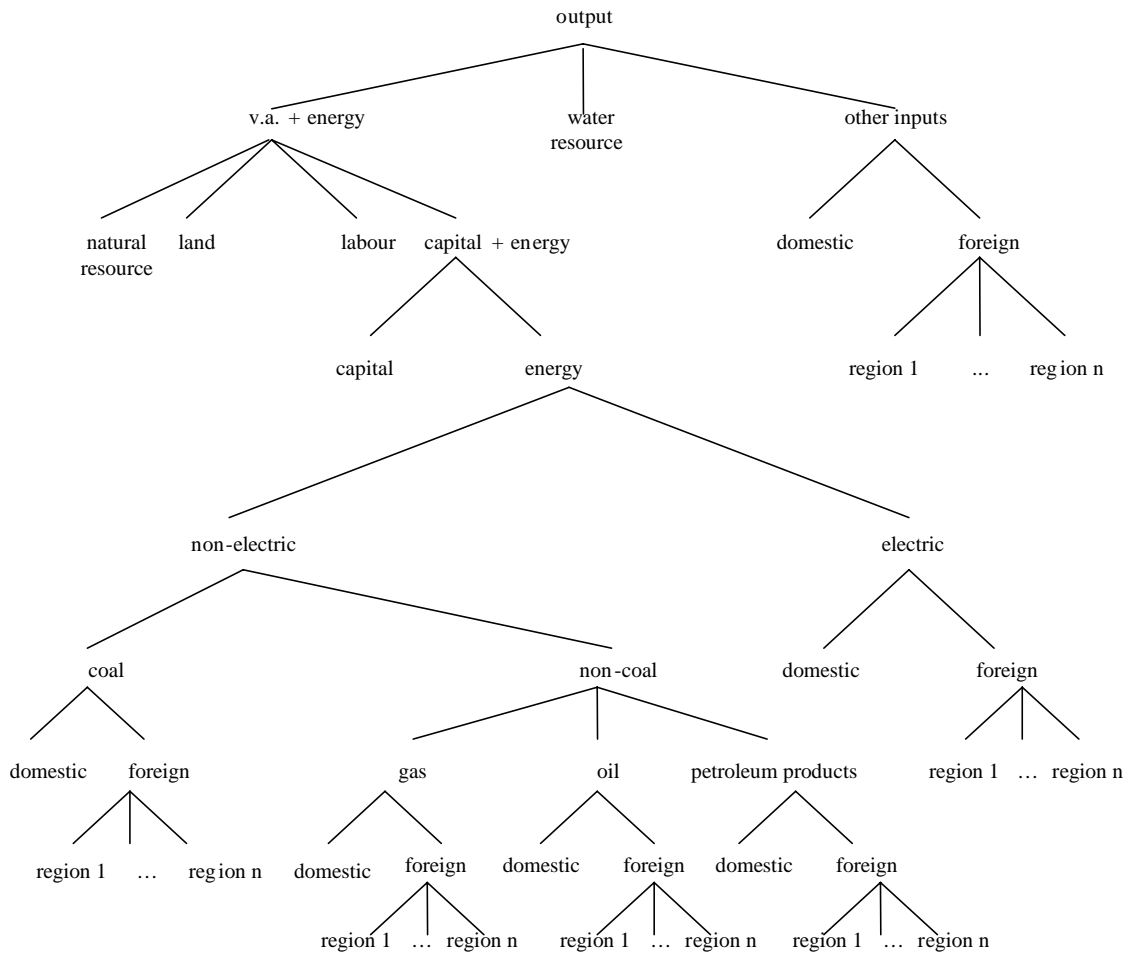 output
v.a. + energy
water
resource
other inputs
natural
resource
land
labour
capital + energy
domestic
foreign
capital
energy
region 1
...
region n
non-electric
electric
coal
non-coal
domestic
foreign
domestic
foreign
gas
oil
petroleum products
region 1
...
region n
region 1
...
region n
domestic
foreign
domestic
foreign
domestic
foreign
region 1
...
region n
region 1
...
region n
region 1
...
region n